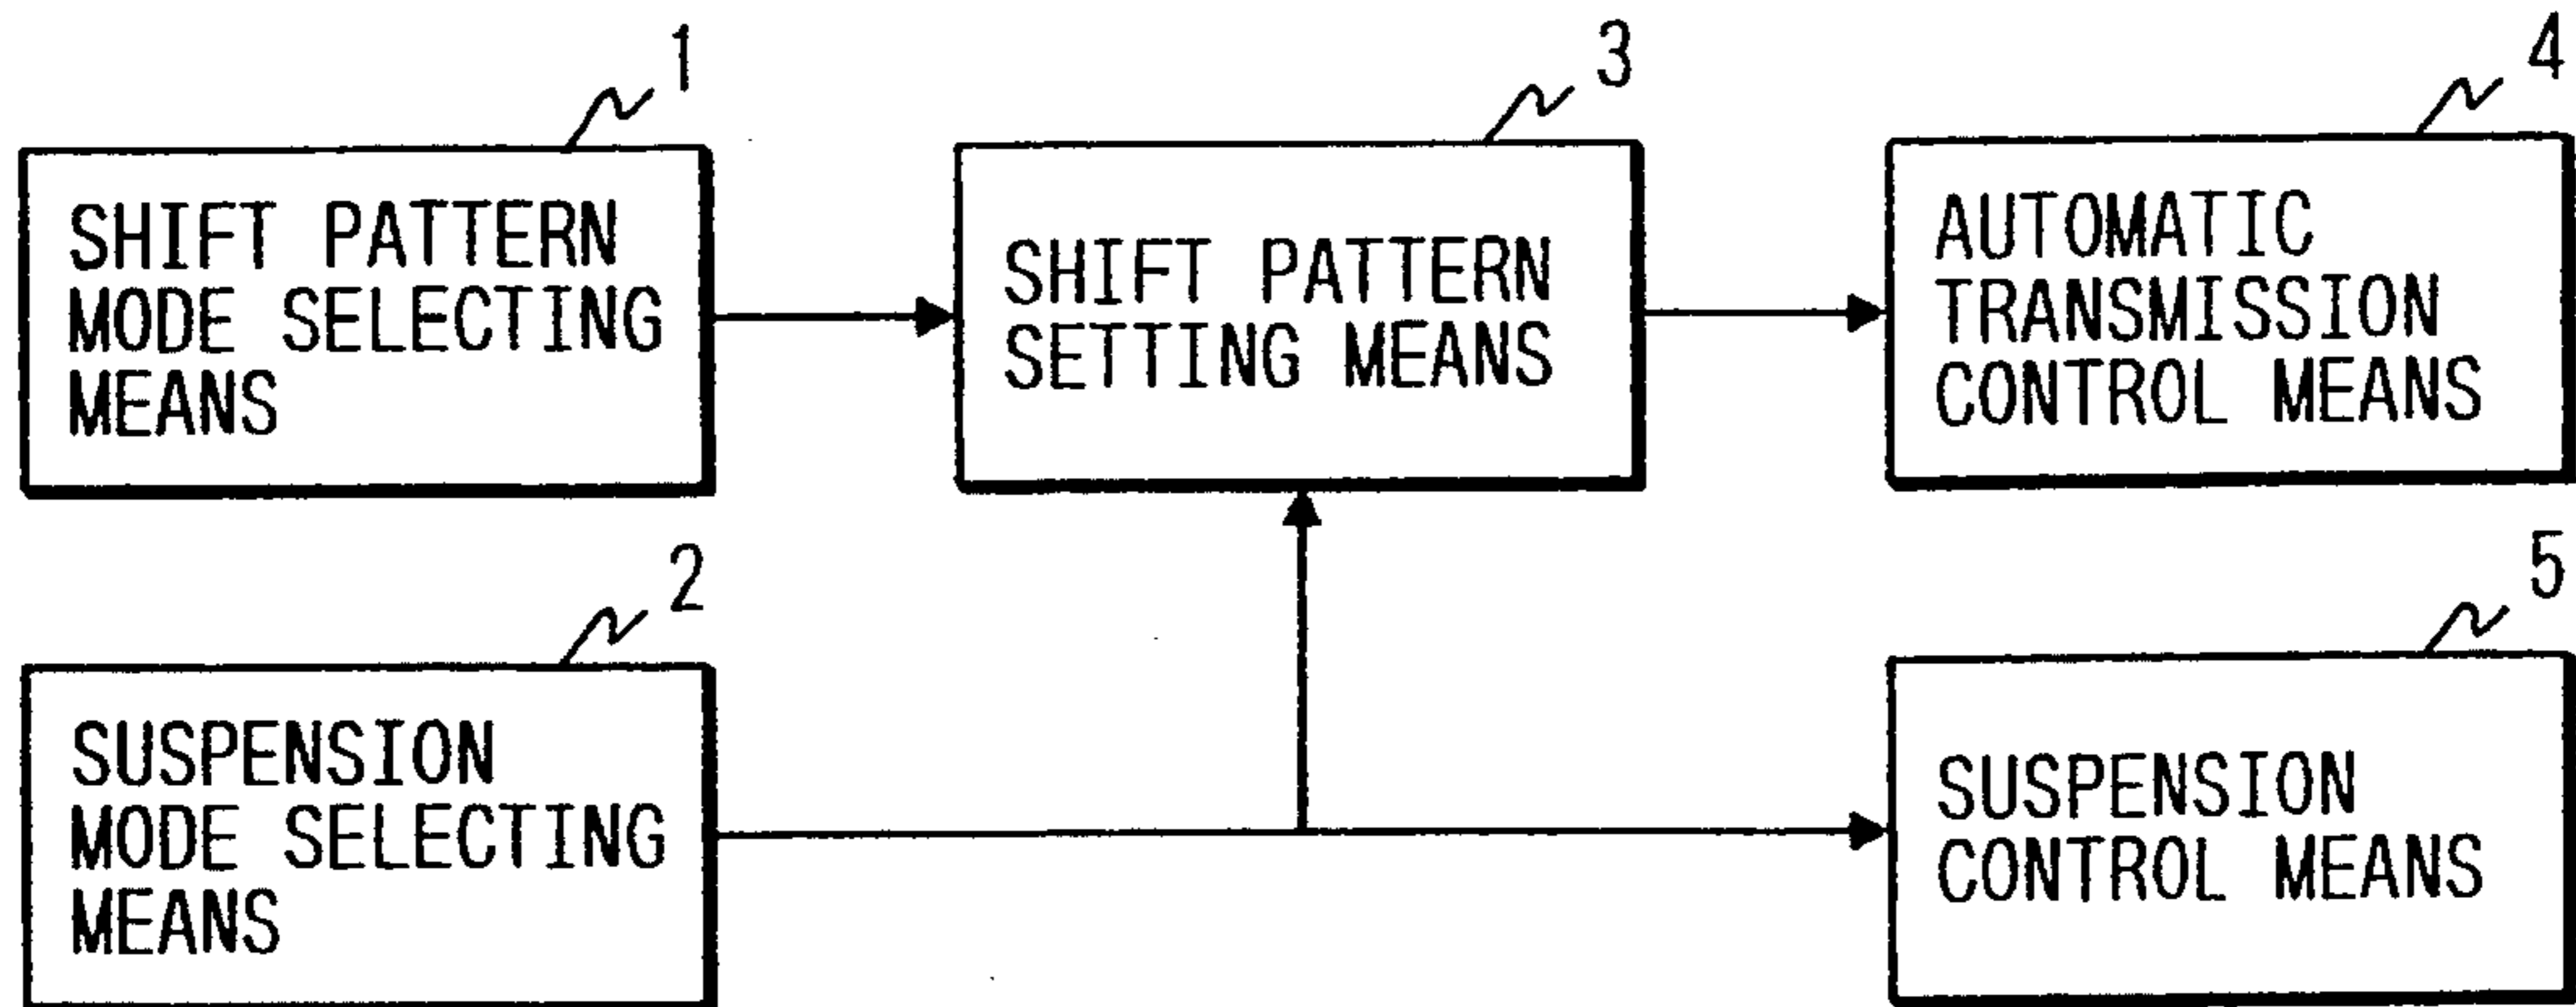 1
SHIFT PATTERN
MODE SELECTING
MEANS
3
SHIFT PATTERN
SETTING MEANS
4
AUTOMATIC
TRANSMISSION
CONTROL MEANS
2
SUSPENSION
MODE SELECTING
MEANS
5
SUSPENSION
CONTROL MEANS